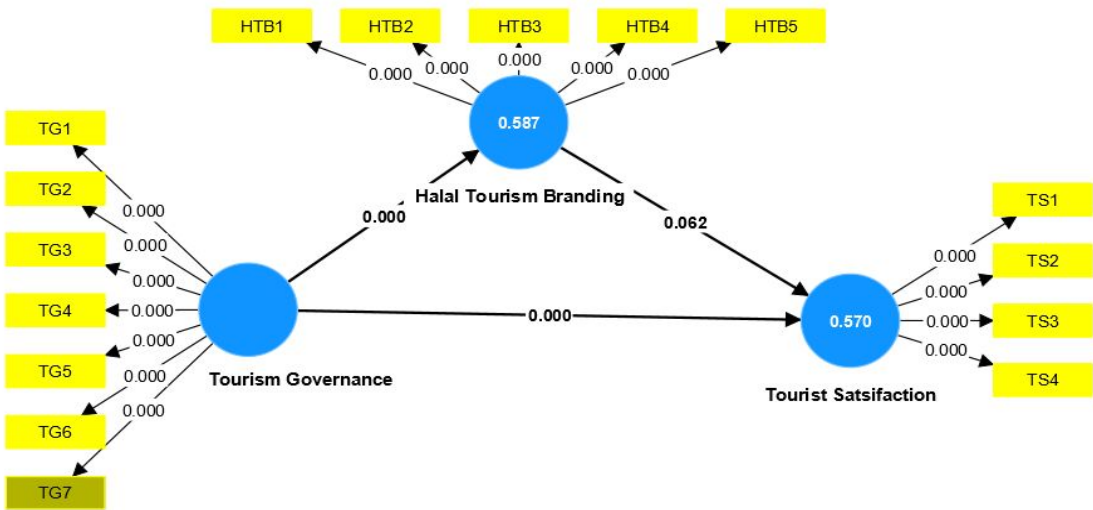 HTB1
HTB2
HTB3
HTB4
HTB5
0.000
0.000
0.000
0.000
0.000
0.587
Halal Tourism Branding
TG1
TG2
TG3
TG4
TG5
TG6
TG7
0.000
0.000
0.000
0.000
0.000
0.000
0.000
Tourism Governance
0.000
0.062
0.000
0.570
Tourist Satsifaction
0.000
0.000
0.000
0.000
TS1
TS2
TS3
TS4